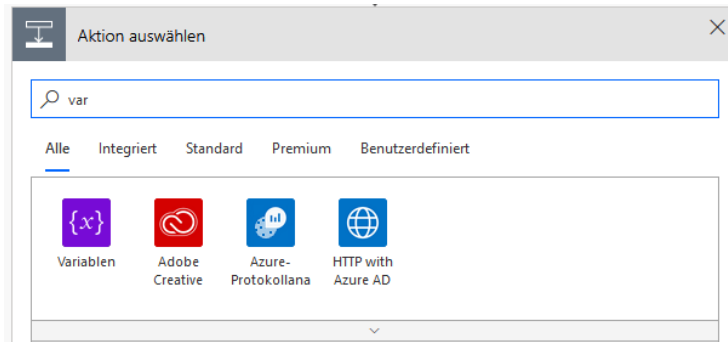 Aktion auswählen
var
Alle Integriert Standard Premium Benutzerdefiniert
{x}
Variablen Adobe Creative Azure-Protokollana HTTP with Azure AD